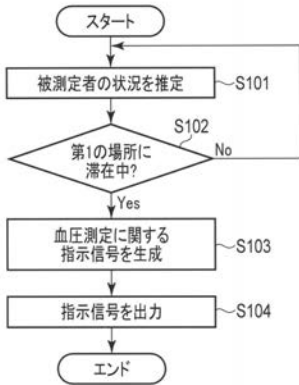 スタート
被測定者の状況を推定
S101
S102
第1の場所に
滞在中?
No
Yes
血圧測定に関する
指示信号を生成
S103
指示信号を出力
S104
エンド